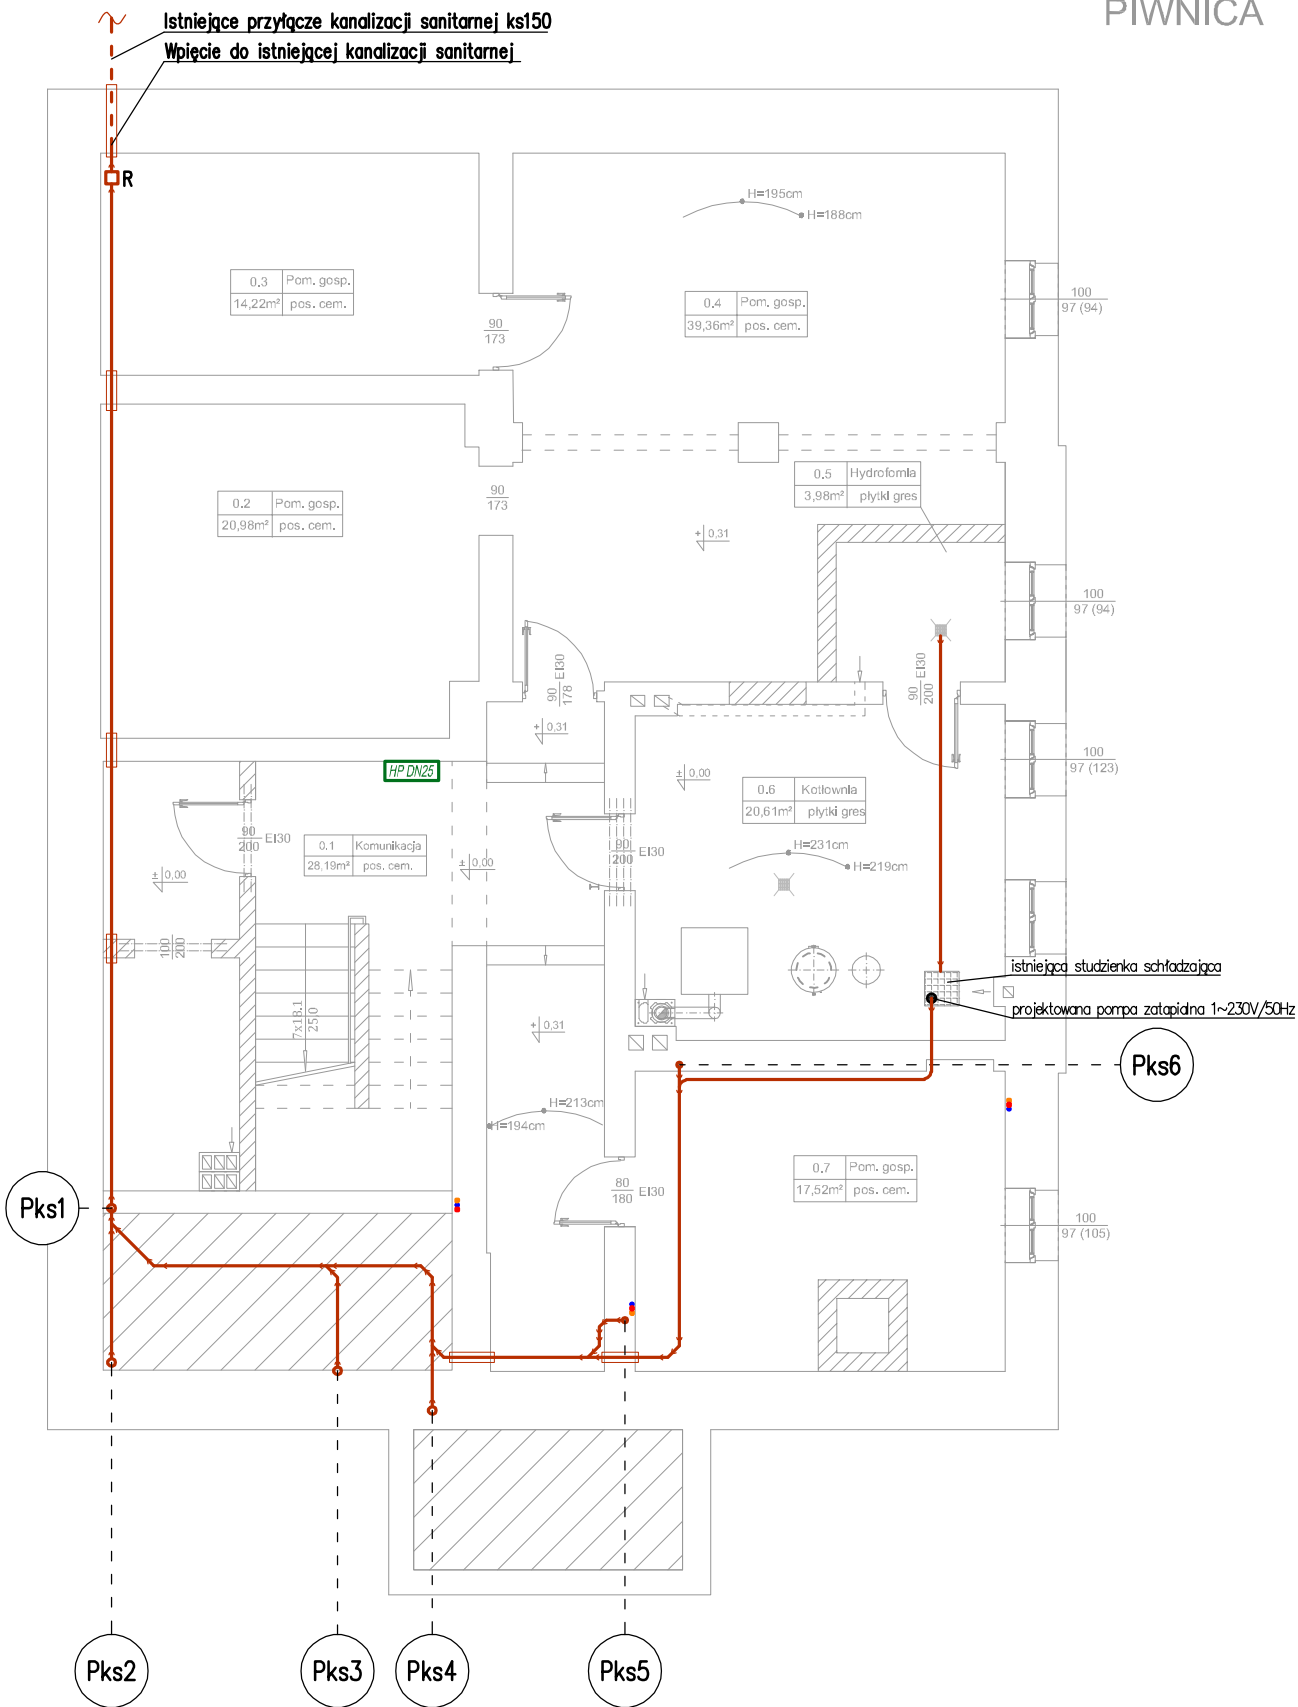 PIWNICA
Istniejące przyłącze kanalizacji sanitarnej ks150
Wpięcie do istniejącej kanalizacji sanitarnej
R
H=195cm
H=188cm
0.3 Pom. gosp.
14,22m² pos. cem.
0.4 Pom. gosp.
39,36m² pos. cem.
100
97 (94)
90
173
0.5 Hydrofornia
3,98m² płytki gres
0.2 Pom. gosp.
20,98m² pos. cem.
90
173
+ 0,31
100
97 (94)
90 EI30
178
90 EI30
200
+ 0,31
100
97 (123)
HP DN25
± 0,00
0.6 Kotłownia
20,61m² płytki gres
90
200 EI30
0.1 Komunikacja
28,19m² pos. cem.
90
200 EI30
H=231cm
H=219cm
± 0,00
± 0,00
100
200
istniejąca studzienka schładzająca
projektowana pompa zatapialna 1~230V/50Hz
7x18.1
25.0
+ 0,31
Pks6
H=213cm
H=194cm
0.7 Pom. gosp.
17,52m² pos. cem.
80
180 EI30
Pks1
100
97 (105)
Pks2
Pks3
Pks4
Pks5